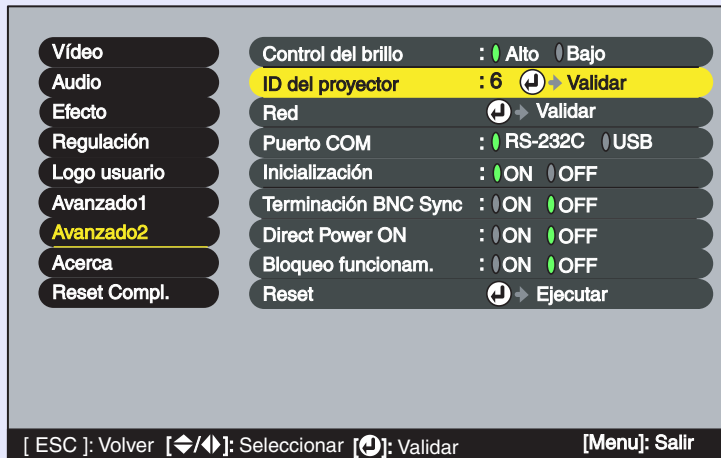 Vídeo
Audio
Efecto
Regulación
Logo usuario
Avanzado1
Avanzado2
Acerca
Reset Compl.
Control del brillo : Alto Bajo
ID del proyector : 6 Validar
Red Validar
Puerto COM : RS-232C USB
Inicialización : ON OFF
Terminación BNC Sync : ON OFF
Direct Power ON : ON OFF
Bloqueo funcionam. : ON OFF
Reset Ejecutar
[ ESC ]: Volver [/]: Seleccionar []: Validar [Menu]: Salir